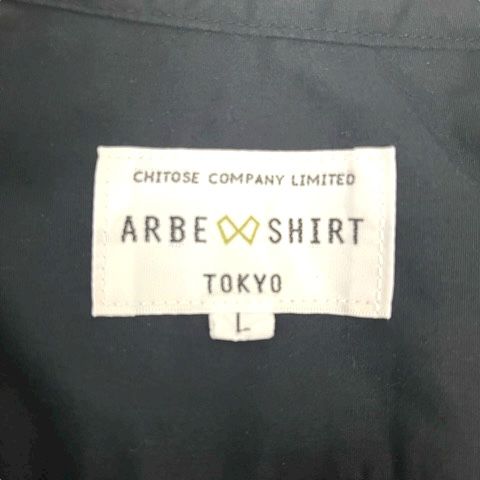 CHITOSE COMPANY LIMITED
ARBE SHIRT
TOKYO
L